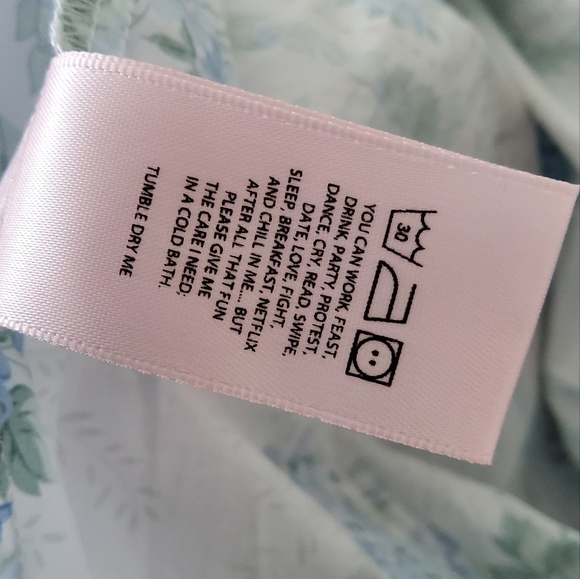 30
YOU CAN WORK, FEAST,
DRINK, PARTY, PROTEST,
DANCE, CRY, READ, SWIPE,
DATE, LOVE, FIGHT,
SLEEP, BREAKFAST, NETFLIX
AND CHILL IN ME,
AFTER ALL THAT FUN
PLEASE GIVE ME
THE CARE I NEED:
IN A COLD BATH.
TUMBLE DRY ME